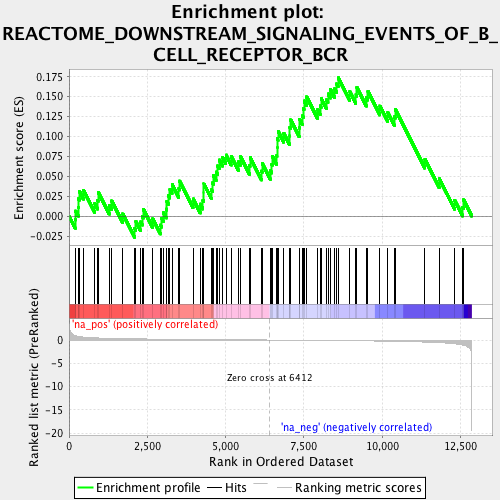 Enrichment plot:
REACTOME_DOWNSTREAM_SIGNALING_EVENTS_OF_B_
CELL_RECEPTOR_BCR
Enrichment score (ES)
0.175
0.150
0.125
0.100
0.075
0.050
0.025
0.000
-0.025
'na_pos' (positively correlated)
Ranked list metric (PreRanked)
0
-5
-10
-15
-20
Zero cross at 6412
'na_neg' (negatively correlated)
0
2,500
5,000
7,500
10,000
12,500
Rank in Ordered Dataset
Enrichment profile
Hits
Ranking metric scores